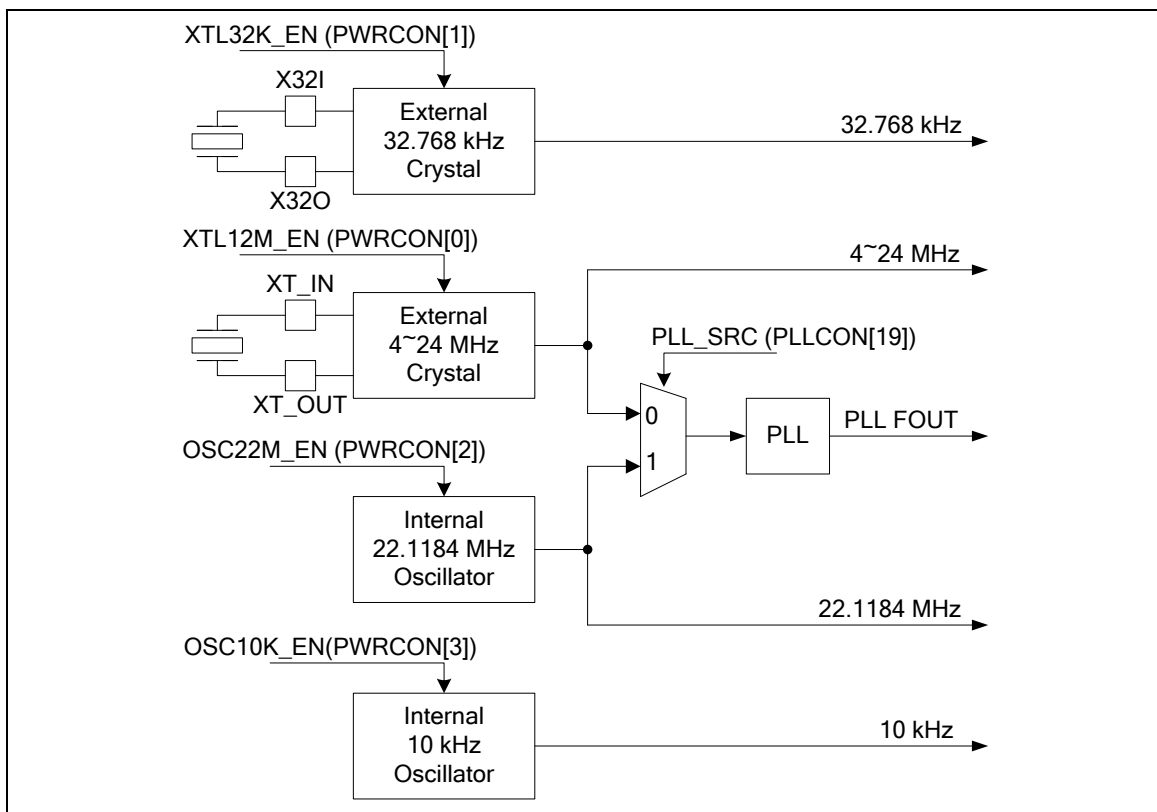 XTL32K_EN (PWRCON[1])
X32I
External
32.768 kHz
Crystal
32.768 kHz
X32O
XTL12M_EN (PWRCON[0])
4~24 MHz
XT_IN
External
4~24 MHz
Crystal
PLL_SRC (PLLCON[19])
XT_OUT
0
1
PLL
PLL FOUT
OSC22M_EN (PWRCON[2])
Internal
22.1184 MHz
Oscillator
22.1184 MHz
OSC10K_EN(PWRCON[3])
Internal
10 kHz
Oscillator
10 kHz